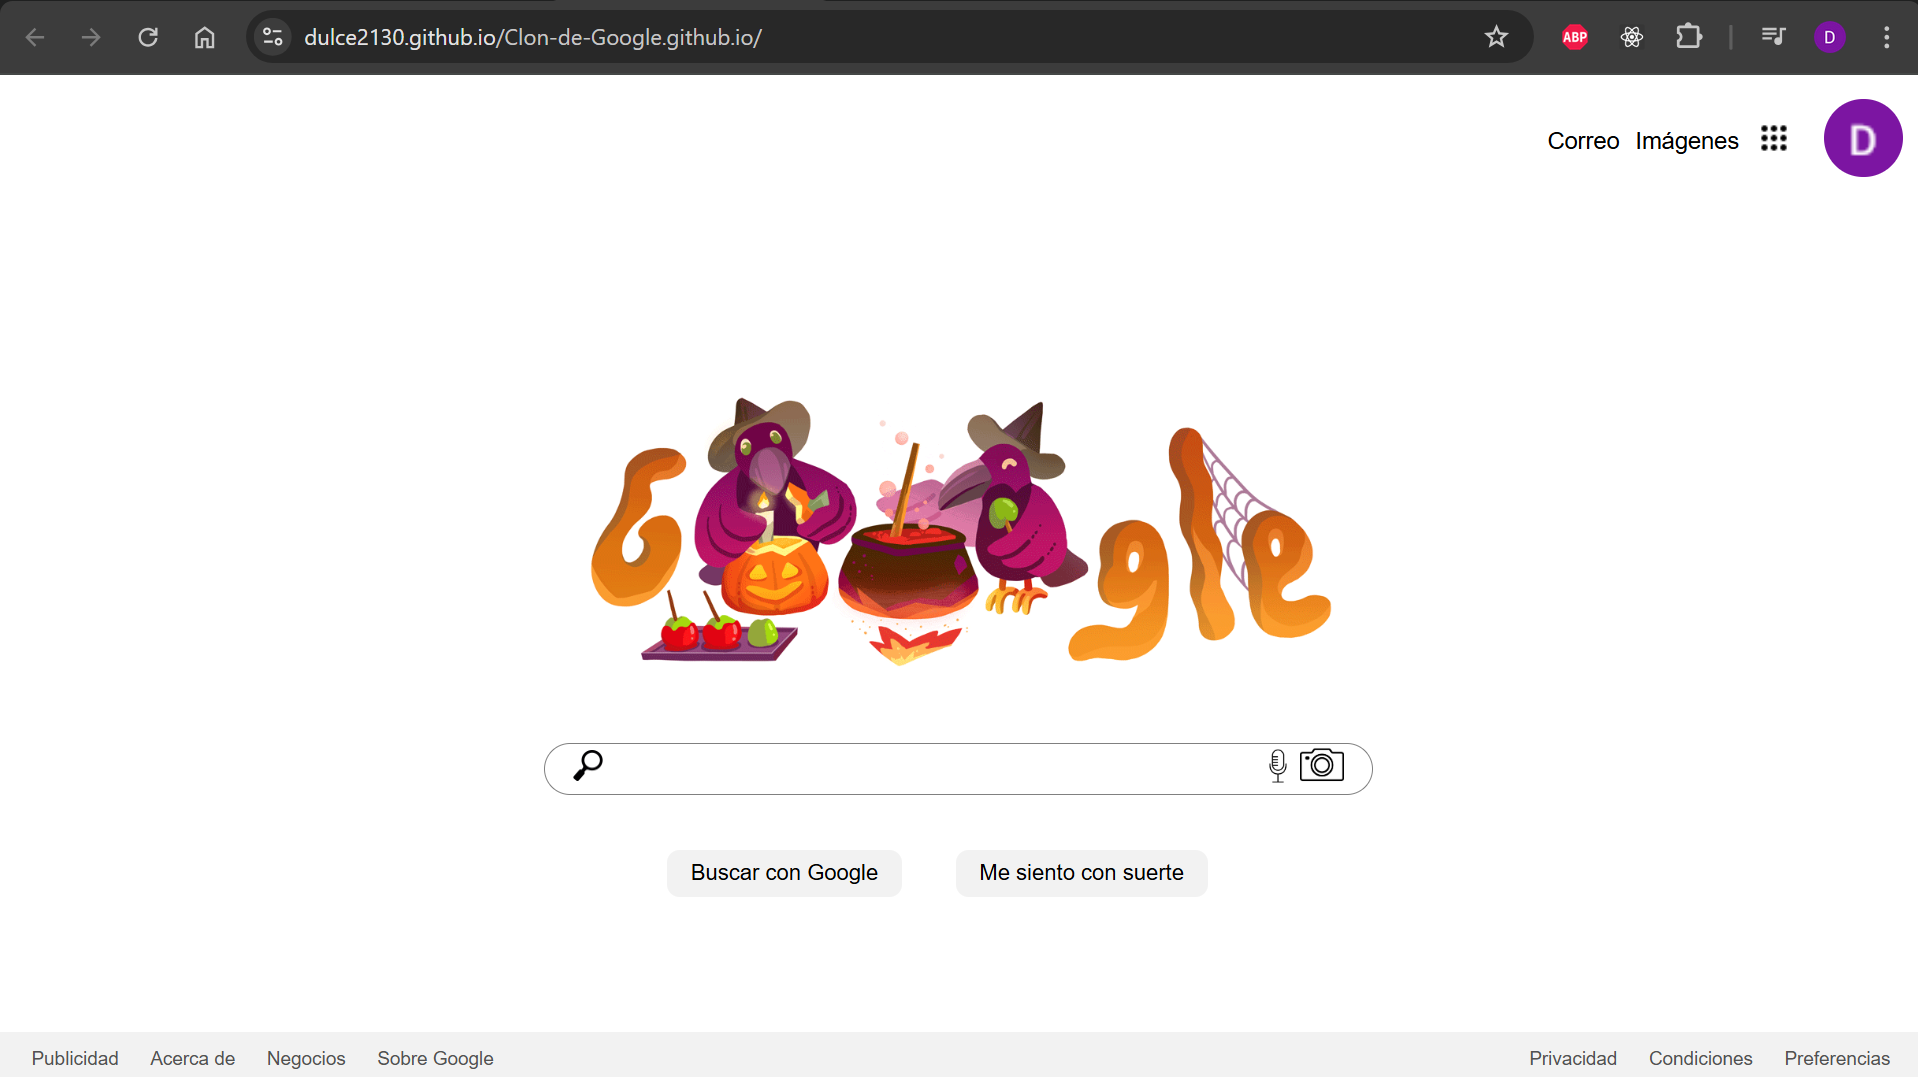 dulce2130.github.io/Clon-de-Google.github.io/
ABP
D
Correo Imágenes
D
Google
Buscar con Google
Me siento con suerte
Publicidad Acerca de Negocios Sobre Google
Privacidad Condiciones Preferencias